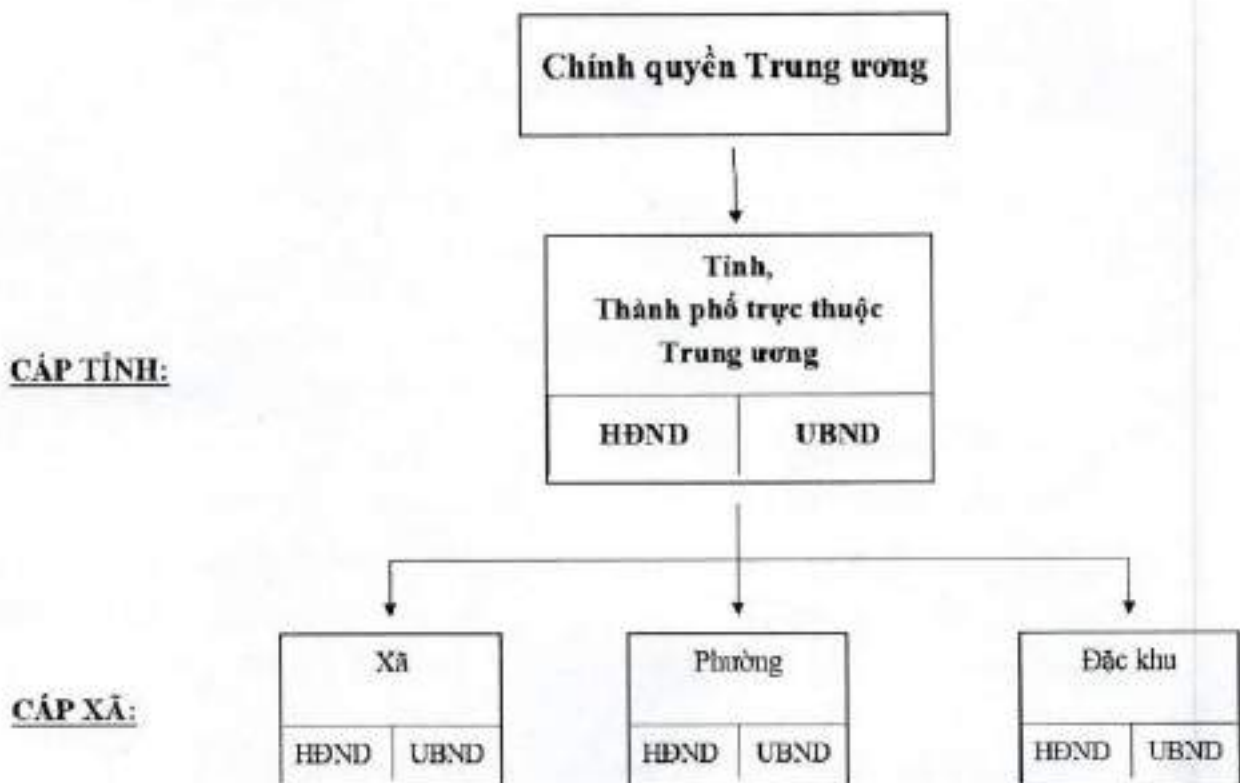 Chính quyền Trung ương
Tỉnh,
Thành phố trực thuộc
Trung ương
CẤP TỈNH:
HĐND UBND
Xã Phường Đặc khu
CẤP XÃ:
HĐND UBND HĐND UBND HĐND UBND